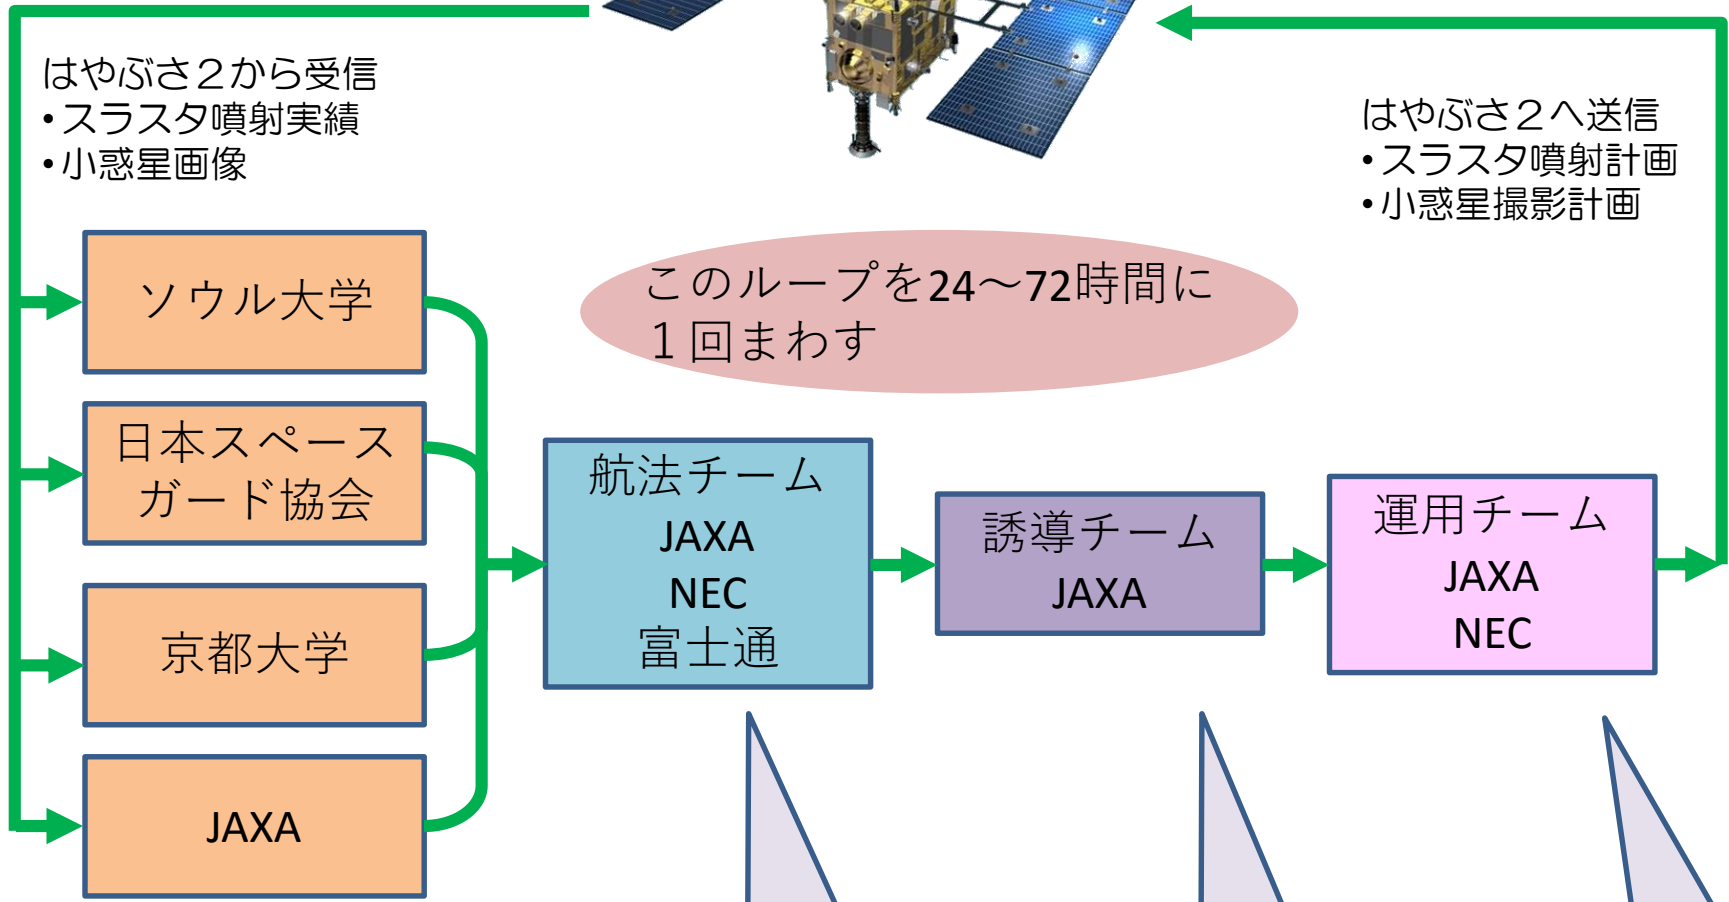 はやぶさ２から受信
•スラスタ噴射実績
•小惑星画像
はやぶさ２へ送信
•スラスタ噴射計画
•小惑星撮影計画
このループを24～72時間に
１回まわす
ソウル大学
日本スペース
ガード協会
京都大学
JAXA
航法チーム
JAXA
NEC
富士通
誘導チーム
JAXA
運用チーム
JAXA
NEC